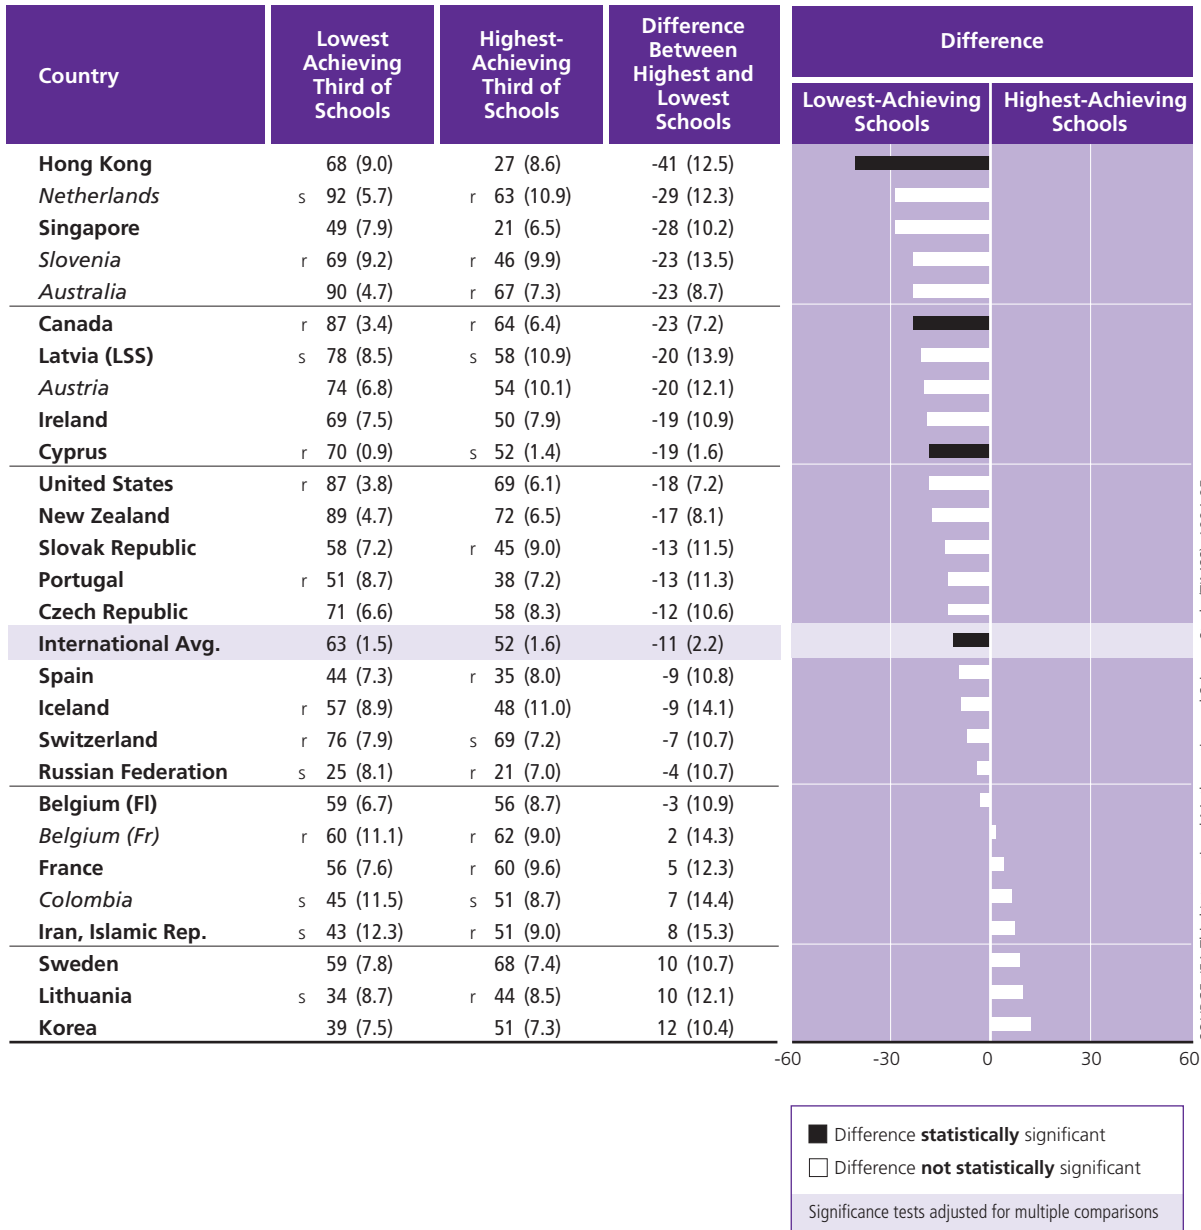 Country
Lowest
Achieving
Third of
Schools
Highest-
Achieving
Third of
Schools
Difference
Between
Highest and
Lowest
Schools
Difference
Lowest-Achieving
Schools
Highest-Achieving
Schools
Hong Kong 68 (9.0) 27 (8.6) -41 (12.5)
Netherlands s 92 (5.7) r 63 (10.9) -29 (12.3)
Singapore 49 (7.9) 21 (6.5) -28 (10.2)
Slovenia r 69 (9.2) r 46 (9.9) -23 (13.5)
Australia 90 (4.7) r 67 (7.3) -23 (8.7)
Canada r 87 (3.4) r 64 (6.4) -23 (7.2)
Latvia (LSS) s 78 (8.5) s 58 (10.9) -20 (13.9)
Austria 74 (6.8) 54 (10.1) -20 (12.1)
Ireland 69 (7.5) 50 (7.9) -19 (10.9)
Cyprus r 70 (0.9) s 52 (1.4) -19 (1.6)
United States r 87 (3.8) 69 (6.1) -18 (7.2)
New Zealand 89 (4.7) 72 (6.5) -17 (8.1)
Slovak Republic 58 (7.2) r 45 (9.0) -13 (11.5)
Portugal r 51 (8.7) 38 (7.2) -13 (11.3)
Czech Republic 71 (6.6) 58 (8.3) -12 (10.6)
International Avg. 63 (1.5) 52 (1.6) -11 (2.2)
Spain 44 (7.3) r 35 (8.0) -9 (10.8)
Iceland r 57 (8.9) 48 (11.0) -9 (14.1)
Switzerland r 76 (7.9) s 69 (7.2) -7 (10.7)
Russian Federation s 25 (8.1) r 21 (7.0) -4 (10.7)
Belgium (Fl) 59 (6.7) 56 (8.7) -3 (10.9)
Belgium (Fr) r 60 (11.1) r 62 (9.0) 2 (14.3)
France 56 (7.6) r 60 (9.6) 5 (12.3)
Colombia s 45 (11.5) s 51 (8.7) 7 (14.4)
Iran, Islamic Rep. s 43 (12.3) r 51 (9.0) 8 (15.3)
Sweden 59 (7.8) 68 (7.4) 10 (10.7)
Lithuania s 34 (8.7) r 44 (8.5) 10 (12.1)
Korea 39 (7.5) 51 (7.3) 12 (10.4)
-60 -30 0 30 60
Difference statistically significant
Difference not statistically significant
Significance tests adjusted for multiple comparisons